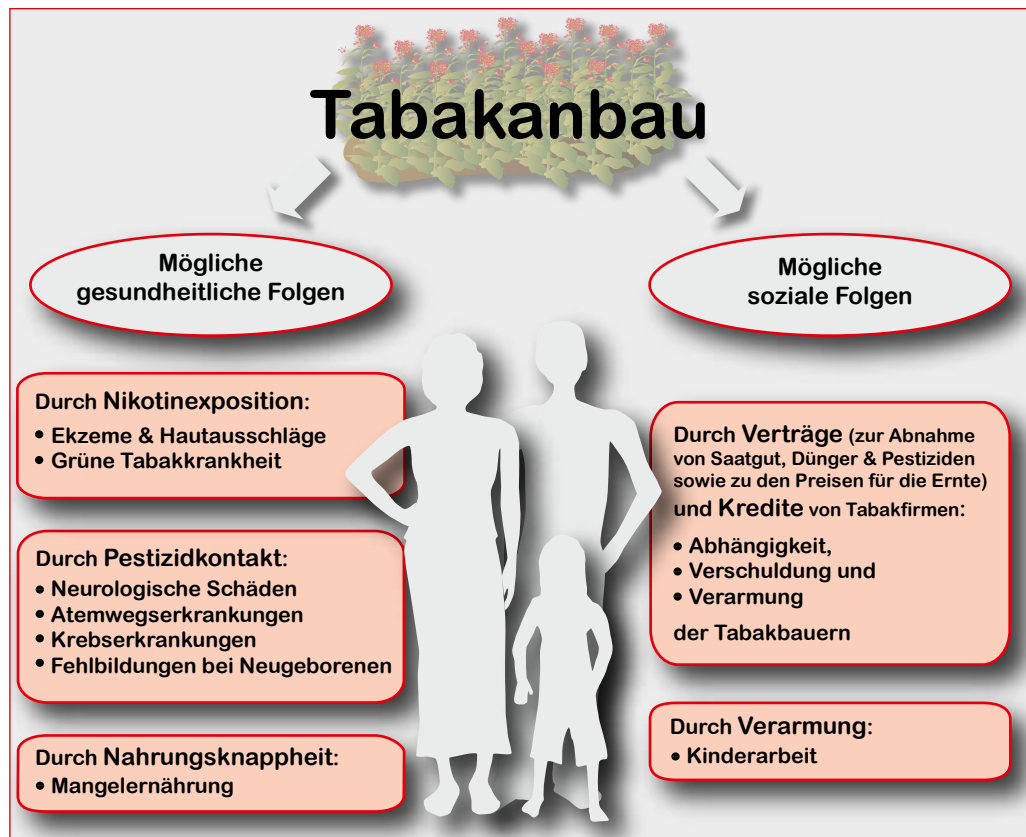 Tabakanbau
Mögliche
gesundheitliche Folgen
Durch Nikotinexposition:
• Ekzeme & Hautausschläge
• Grüne Tabakkrankheit
Durch Pestizidkontakt:
• Neurologische Schäden
• Atemwegserkrankungen
• Krebserkrankungen
• Fehlbildungen bei Neugeborenen
Durch Nahrungsknappheit:
• Mangelernährung
Mögliche
soziale Folgen
Durch Verträge (zur Abnahme
von Saatgut, Dünger & Pestiziden
sowie zu den Preisen für die Ernte)
und Kredite von Tabakfirmen:
• Abhängigkeit,
• Verschuldung und
• Verarmung
der Tabakbauern
Durch Verarmung:
• Kinderarbeit